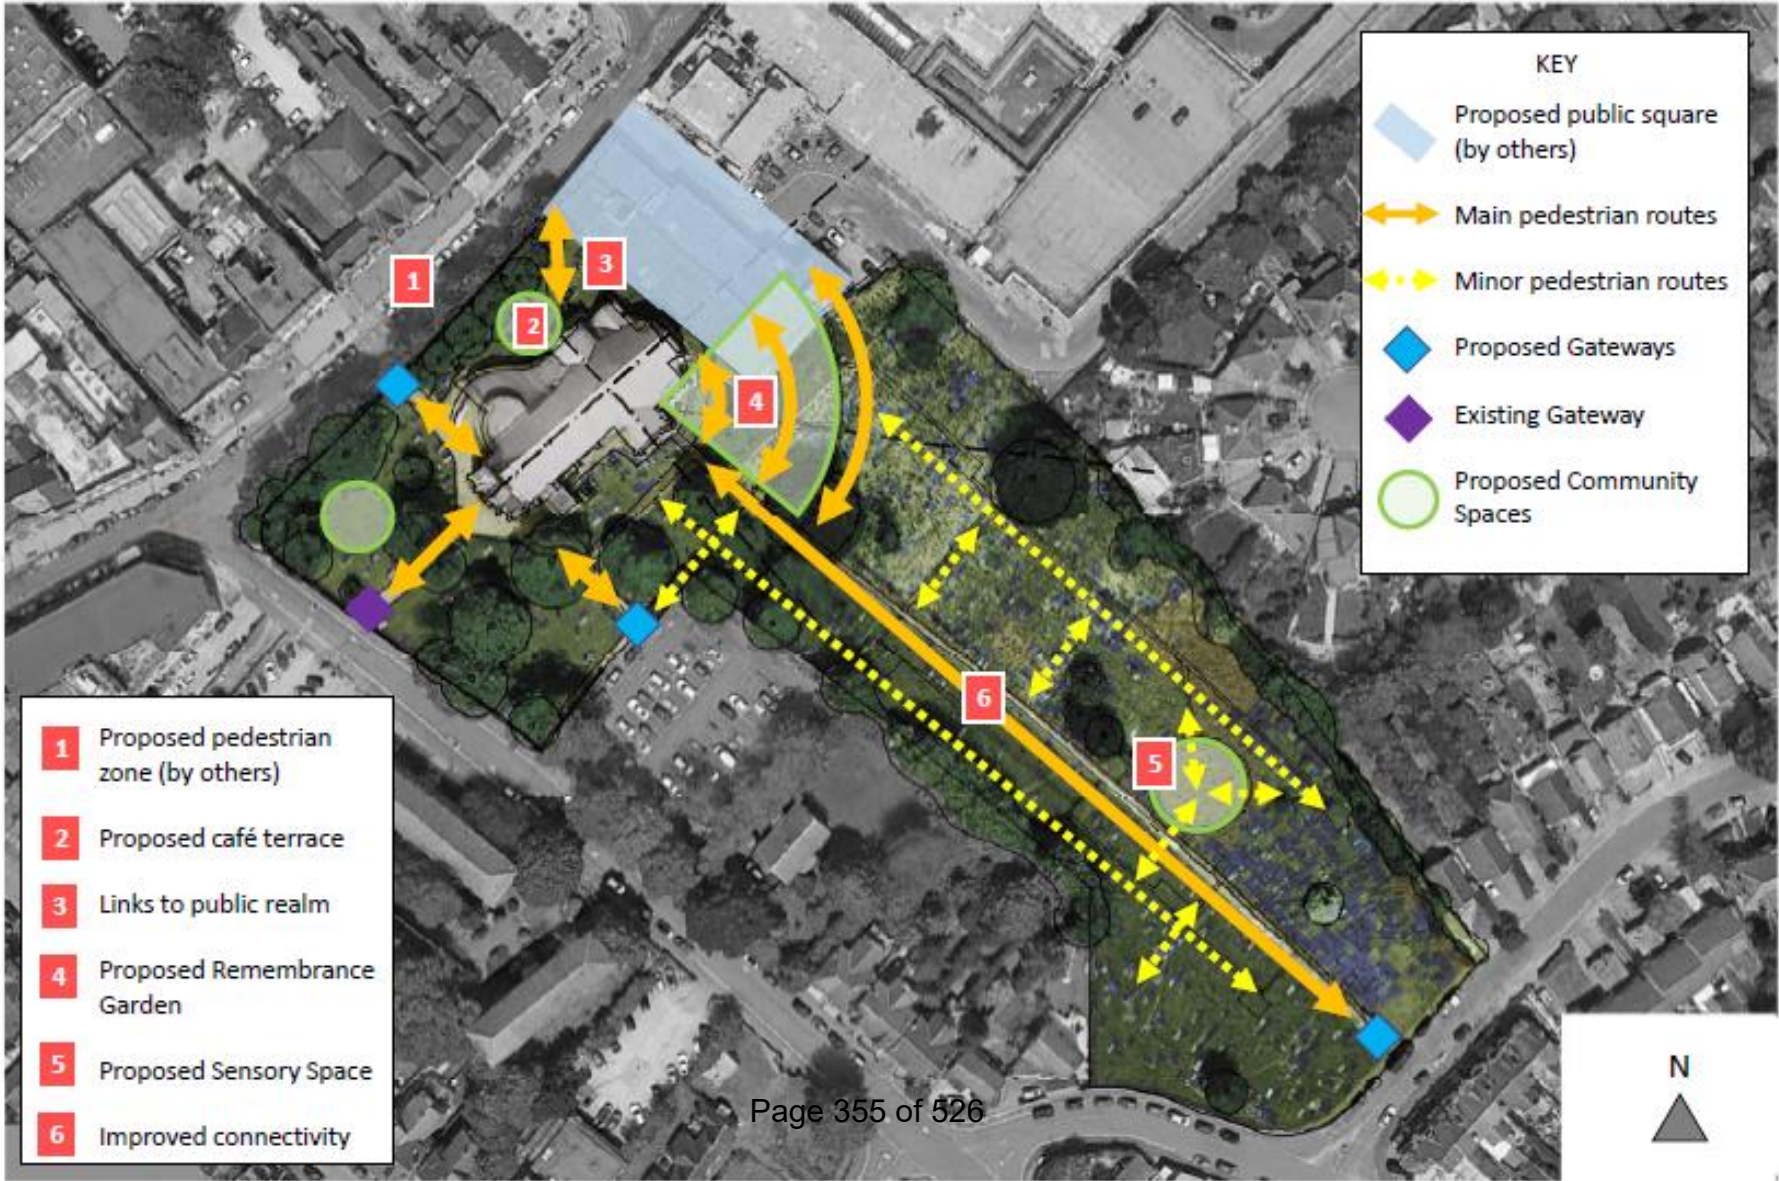 KEY
Proposed public square
(by others)
Main pedestrian routes
Minor pedestrian routes
Proposed Gateways
Existing Gateway
Proposed Community
Spaces
1
2
3
4
5
6
1 Proposed pedestrian
zone (by others)
2 Proposed café terrace
3 Links to public realm
4 Proposed Remembrance
Garden
5 Proposed Sensory Space
6 Improved connectivity
Page 355 of 526
N